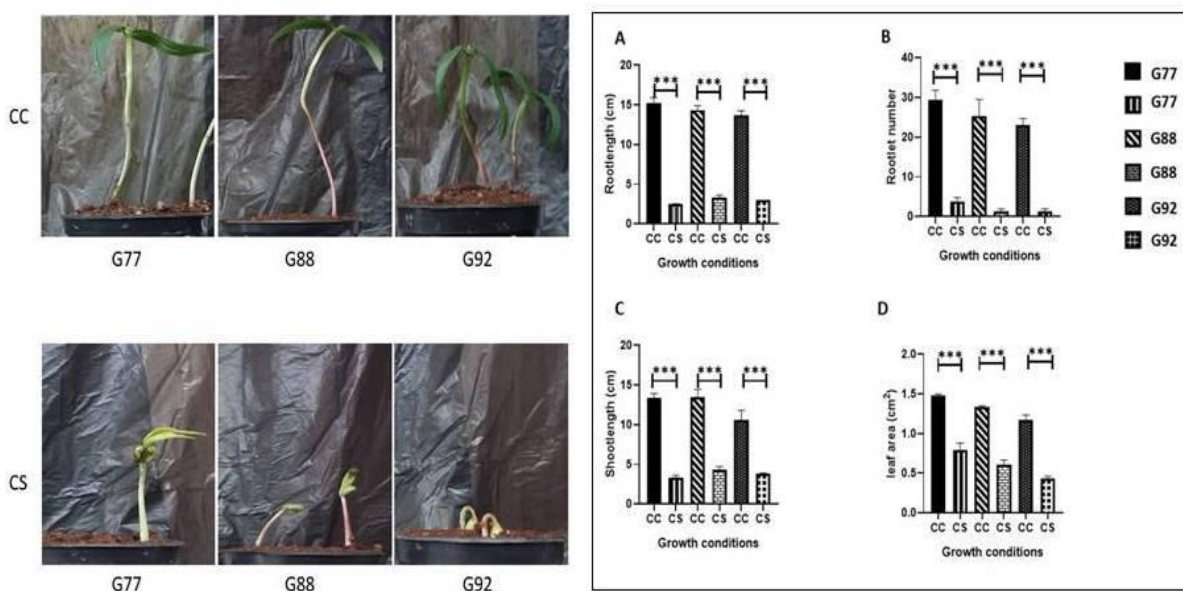 CC
G77
G88
G92
CS
G77
G88
G92
A
20
15
10
5
0
Rootlength (cm)
*** *** ***
CC CS CC CS CC CS
Growth conditions
B
40
30
20
10
0
Rootlet number
*** *** ***
CC CS CC CS CC CS
Growth conditions
G77
G77
G88
G88
G92
G92
C
20
15
10
5
0
Shootlength (cm)
*** *** ***
CC CS CC CS CC CS
Growth conditions
D
2.0
1.5
1.0
0.5
0.0
leaf area (cm²)
*** *** ***
CC CS CC CS CC CS
Growth conditions